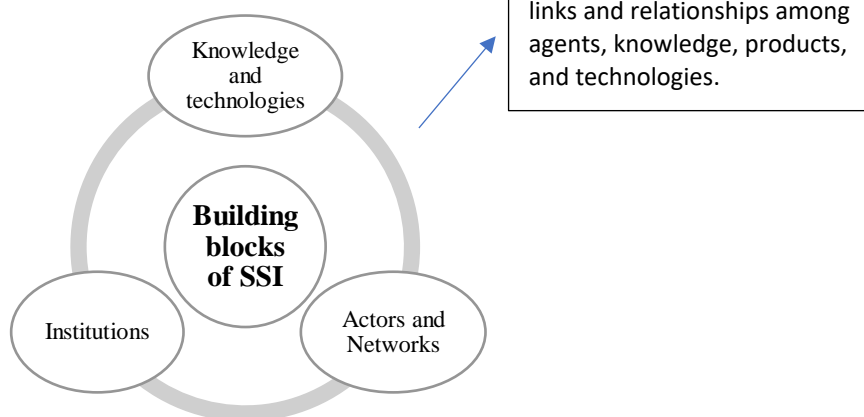 links and relationships among
agents, knowledge, products,
and technologies.
Knowledge
and
technologies
Building
blocks
of SSI
Institutions
Actors and
Networks